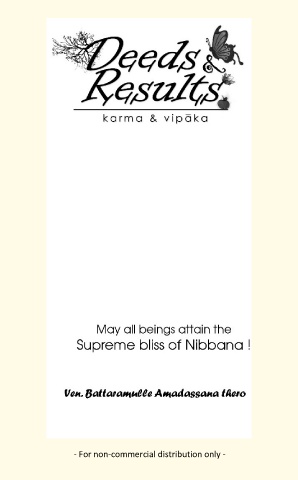 Deeds &
Results
karma & vipāka
May all beings attain the
Supreme bliss of Nibbana !
Ven. Battaramulle Amadassana thero
- For non-commercial distribution only -